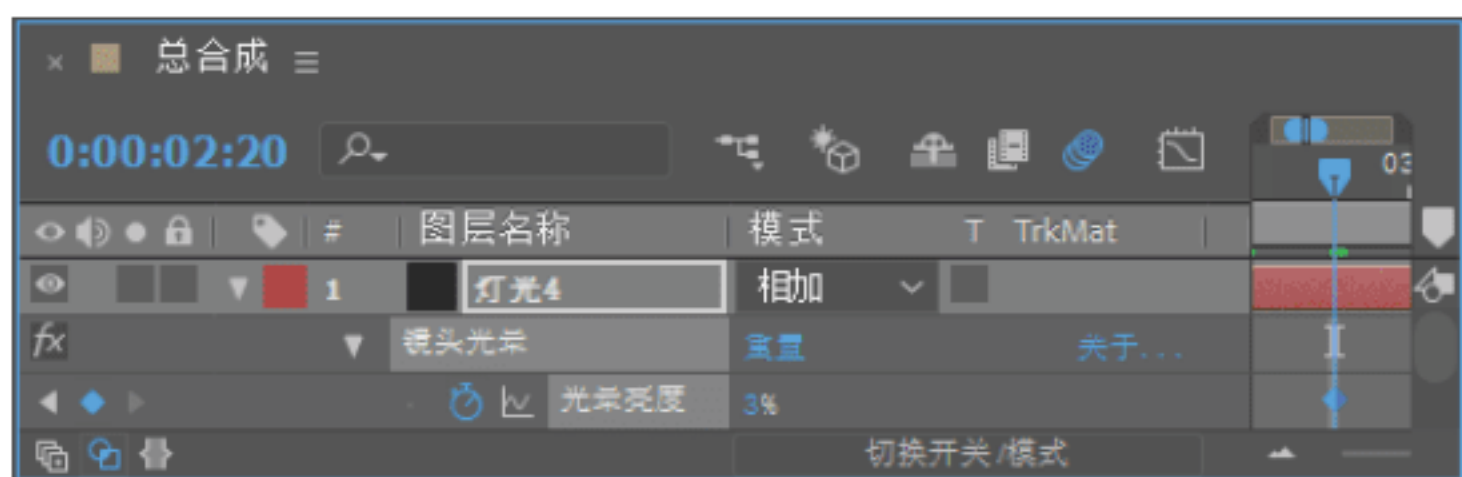 × 总合成 ≡
0:00:02:20
03
# 图层名称 模式 T TrkMat
1 灯光4 相加
fx 镜头光晕 重置 关于...
光晕亮度 3%
切换开关/模式